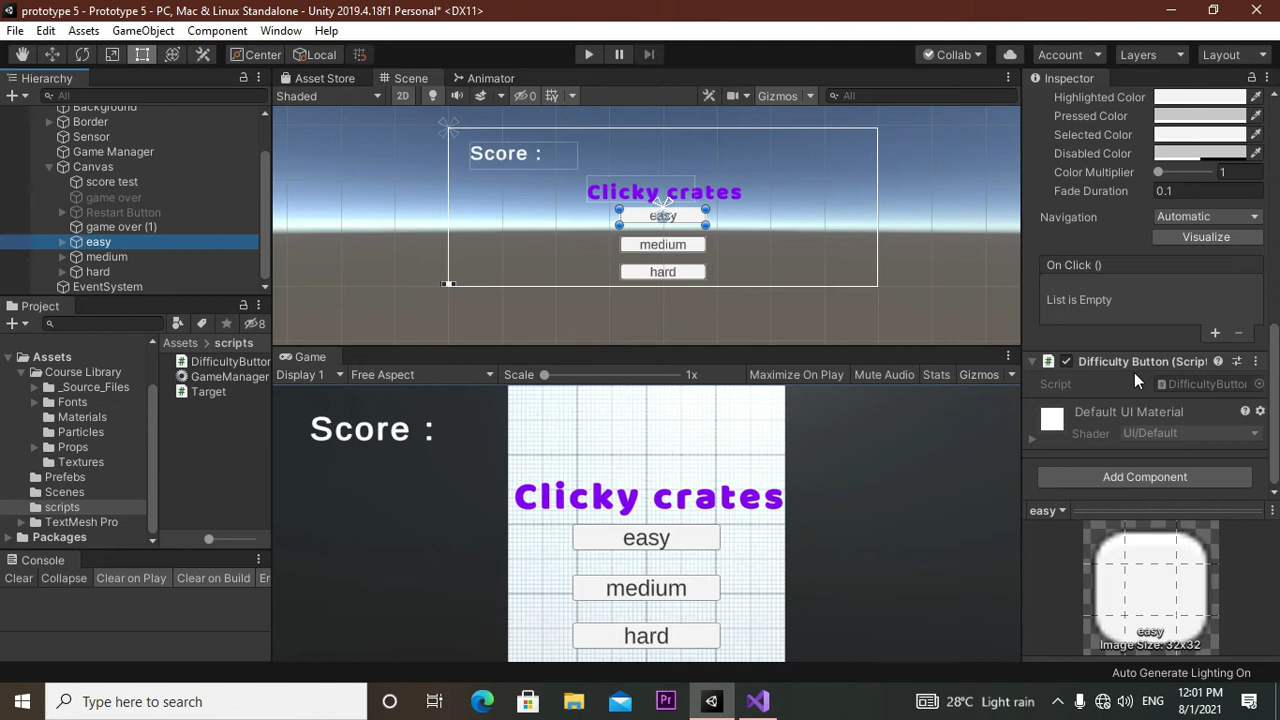 prototype 5 - Prototype 5 - PC, Mac & Linux Standalone - Unity 2019.4.18f1 Personal* <DX11>
File Edit Assets GameObject Component Window Help
Center Local Collab Account Layers Layout
Hierarchy
All
Background
Border
Sensor
Game Manager
Canvas
score test
game over
Restart Button
game over (1)
easy
medium
hard
EventSystem
Asset Store Scene Animator
Shaded 2D 0 Gizmos All
Score :
Clicky crates
easy
medium
hard
Project
8
Assets
Course Library
_Source_Files
Fonts
Materials
Particles
Props
Textures
Prefabs
Scenes
scripts
TextMesh Pro
Packages
Assets scripts
DifficultyButton
GameManager
Target
Console
Clear Collapse Clear on Play Clear on Build Er
Game
Display 1 Free Aspect Scale 1x Maximize On Play Mute Audio Stats Gizmos
Score :
Clicky crates
easy
medium
hard
Inspector
Highlighted Color
Pressed Color
Selected Color
Disabled Color
Color Multiplier 1
Fade Duration 0.1
Navigation Automatic
Visualize
On Click ()
List is Empty
Difficulty Button (Script
Script DifficultyButton
Default UI Material
Shader UI/Default
Add Component
easy
easy
Image Size: 32x32
Auto Generate Lighting On
Type here to search
Pr
28°C Light rain ENG 12:01 PM
8/1/2021